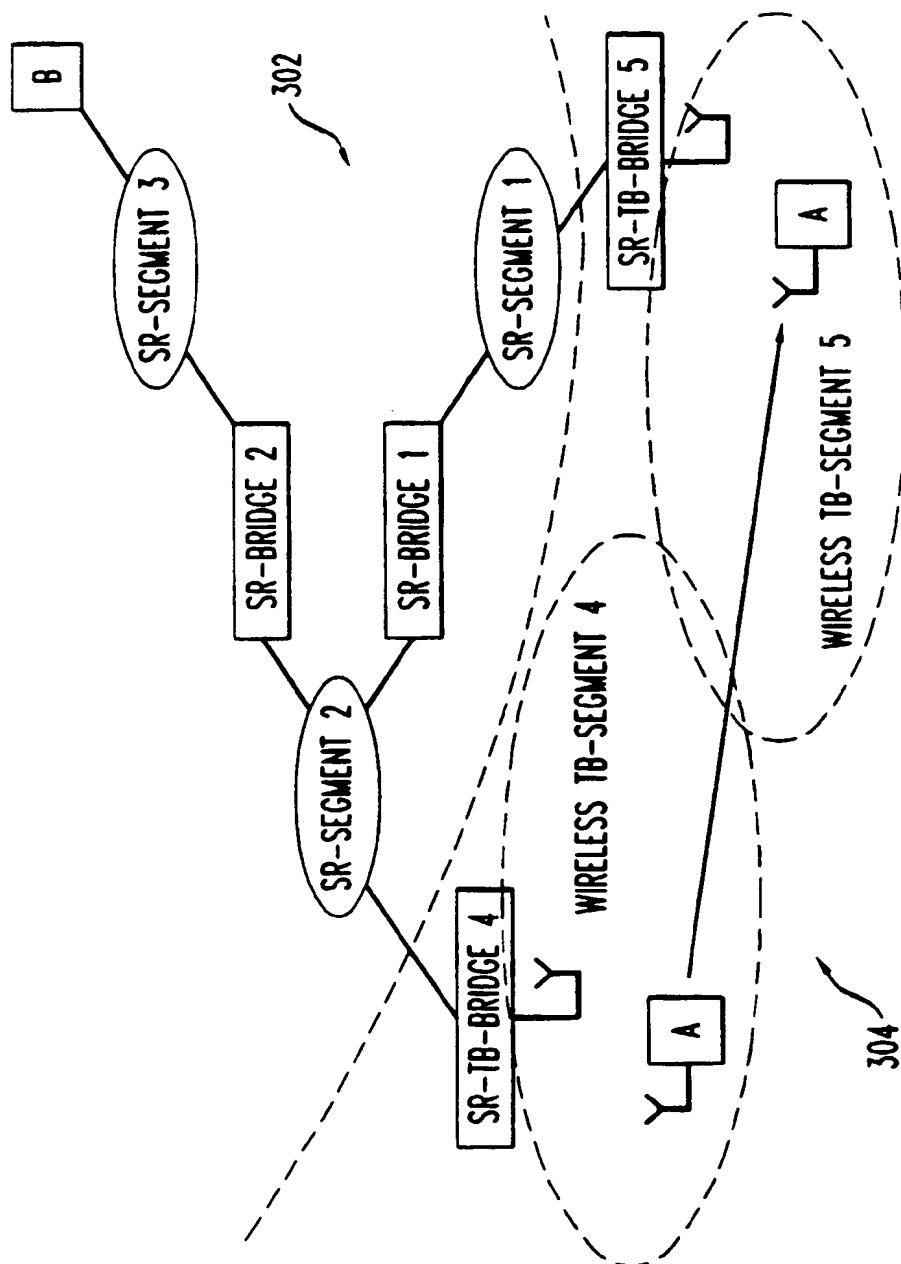 B
SR-SEGMENT 3
302
SR-BRIDGE 2
SR-SEGMENT 1
SR-BRIDGE 1
SR-TB-BRIDGE 5
SR-SEGMENT 2
A
WIRELESS TB-SEGMENT 5
WIRELESS TB-SEGMENT 4
SR-TB-BRIDGE 4
A
304